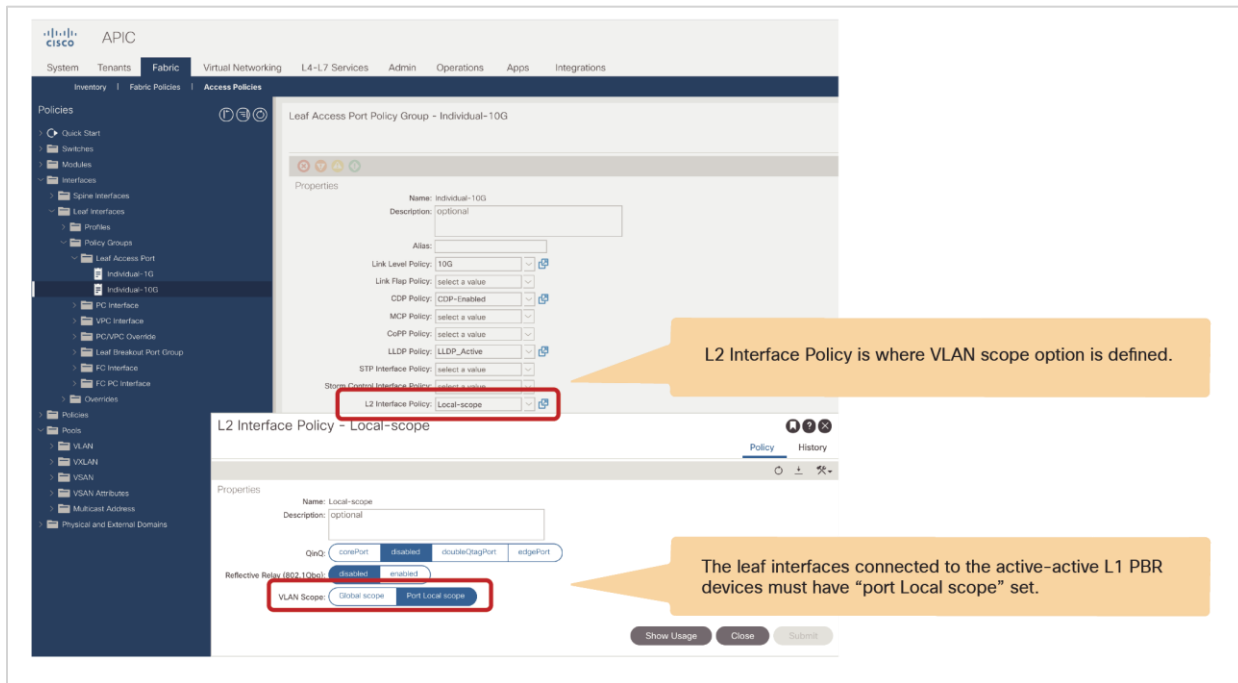 CISCO
APIC
System Tenants Fabric Virtual Networking L4-L7 Services Admin Operations Apps Integrations
Inventory | Fabric Policies | Access Policies
Policies
Quick Start
Switches
Modules
Interfaces
Spine Interfaces
Leaf Interfaces
Profiles
Policy Groups
Leaf Access Port
Individual-1G
Individual-10G
PC Interface
VPC Interface
PC/VPC Override
Leaf Breakout Port Group
FC Interface
FC PC Interface
Overrides
Policies
Pools
VLAN
VXLAN
VSAN
VSAN Attributes
Multicast Address
Physical and External Domains
Leaf Access Port Policy Group - Individual-10G
Properties
Name: Individual-10G
Description: optional
Alias:
Link Level Policy: 10G
Link Flap Policy: select a value
CDP Policy: CDP-Enabled
MCP Policy: select a value
CoPP Policy: select a value
LLDP Policy: LLDP_Active
STP Interface Policy: select a value
Storm Control Interface Policy: select a value
L2 Interface Policy: Local-scope
L2 Interface Policy is where VLAN scope option is defined.
L2 Interface Policy - Local-scope
Policy History
Properties
Name: Local-scope
Description: optional
QinQ: corePort disabled doubleQtagPort edgePort
Reflective Relay (802.1Qbg): disabled enabled
VLAN Scope: Global scope Port Local scope
The leaf interfaces connected to the active-active L1 PBR
devices must have “port Local scope” set.
Show Usage Close Submit